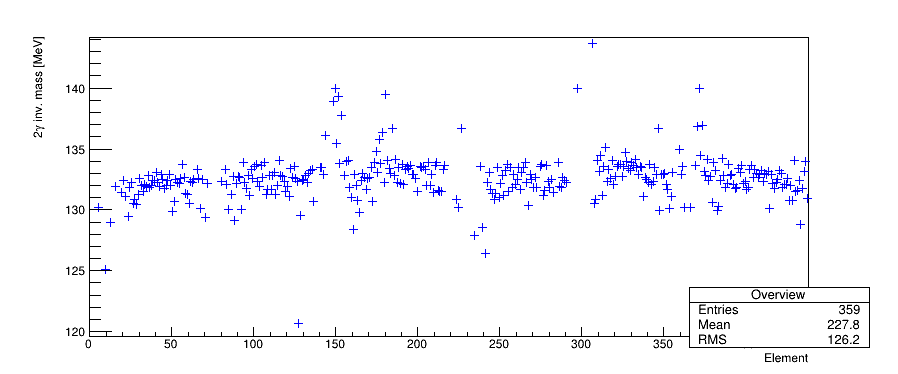 2γ inv. mass [MeV]
140
135
130
125
120
0 50 100 150 200 250 300 350
Element
Overview
Entries 359
Mean 227.8
RMS 126.2